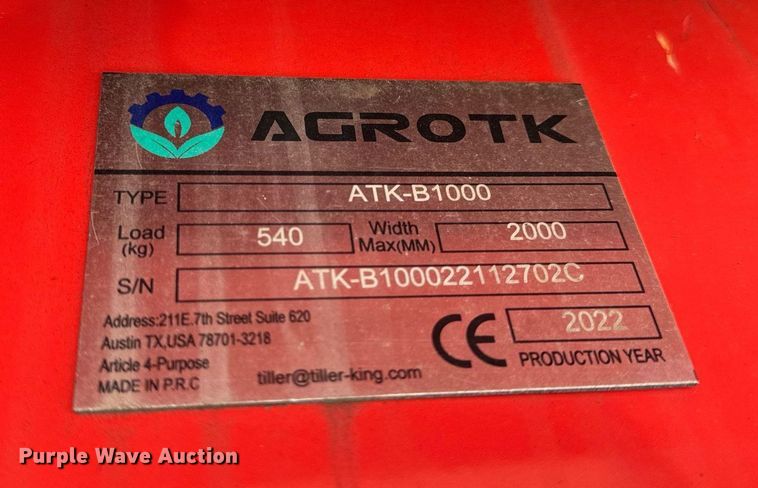 AGROTK
TYPE ATK-B1000
Load (kg) 540 Width Max(MM) 2000
S/N ATK-B100022112702C
Address:211E.7th Street Suite 620
Austin TX,USA 78701-3218
Article 4-Purpose
MADE IN P.R.C
tiller@tiller-king.com
CE 2022
PRODUCTION YEAR
Purple Wave Auction